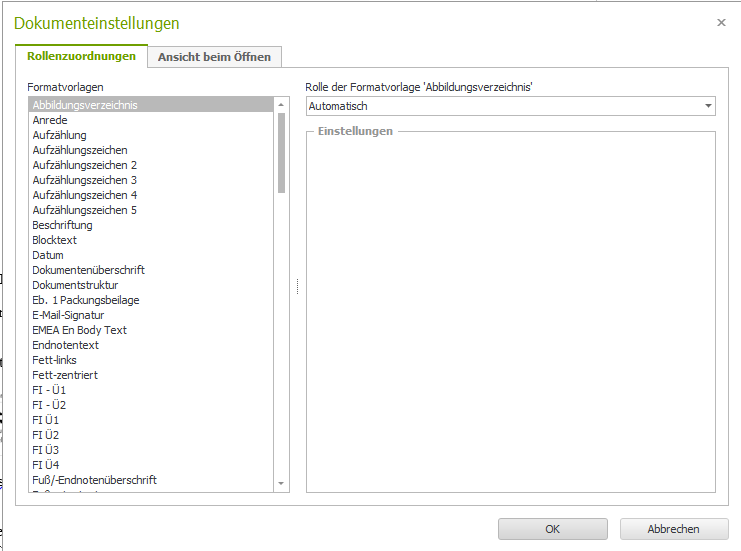 Dokumenteinstellungen
Rollenzuordnungen
Ansicht beim Öffnen
Formatvorlagen
Abbildungsverzeichnis
Anrede
Aufzählung
Aufzählungszeichen
Aufzählungszeichen 2
Aufzählungszeichen 3
Aufzählungszeichen 4
Aufzählungszeichen 5
Beschriftung
Blocktext
Datum
Dokumentenüberschrift
Dokumentstruktur
Eb. 1 Packungsbeilage
E-Mail-Signatur
EMEA En Body Text
Endnotentext
Fett-links
Fett-zentriert
FI - Ü1
FI - Ü2
FI Ü1
FI Ü2
FI Ü3
FI Ü4
Fuß/-Endnotenüberschrift
Rolle der Formatvorlage 'Abbildungsverzeichnis'
Automatisch
Einstellungen
OK
Abbrechen